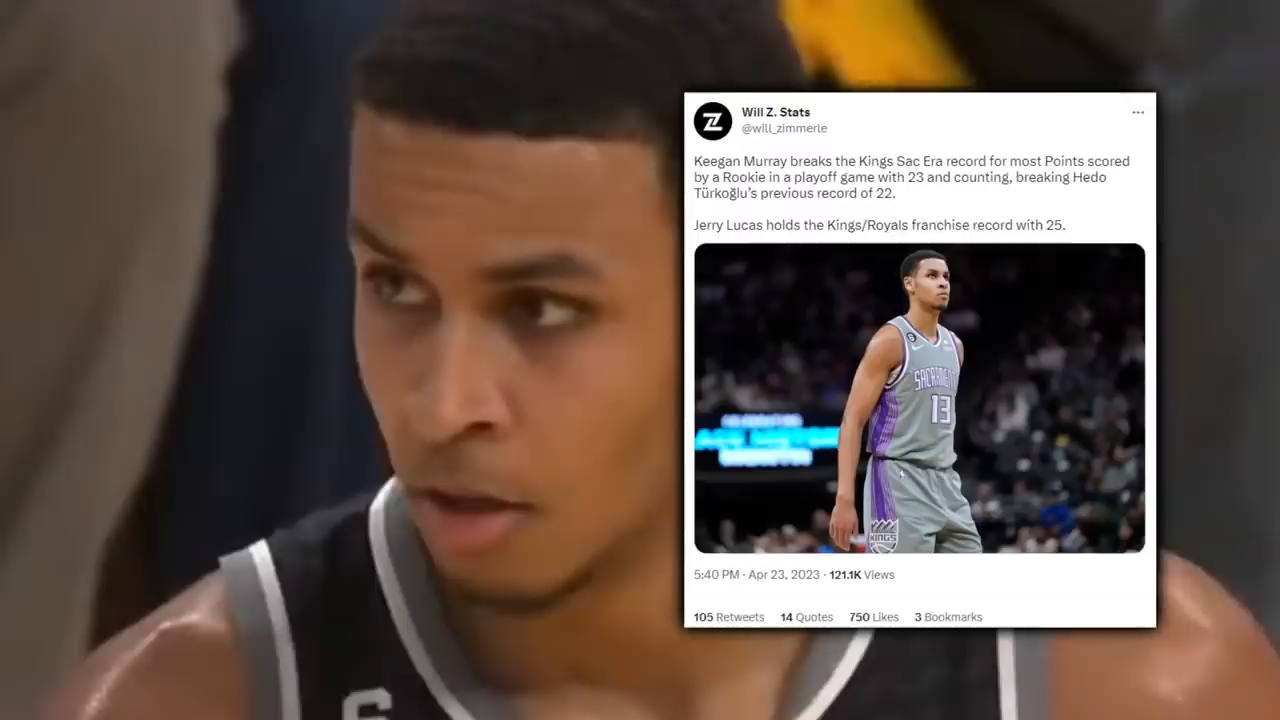 Will Z. Stats
@will_zimmerle
Keegan Murray breaks the Kings Sac Era record for most Points scored
by a Rookie in a playoff game with 23 and counting, breaking Hedo
Türkoğlu's previous record of 22.
Jerry Lucas holds the Kings/Royals franchise record with 25.
SACRAMENTO
13
KINGS
5:40 PM · Apr 23, 2023 · 121.1K Views
105 Retweets 14 Quotes 750 Likes 3 Bookmarks